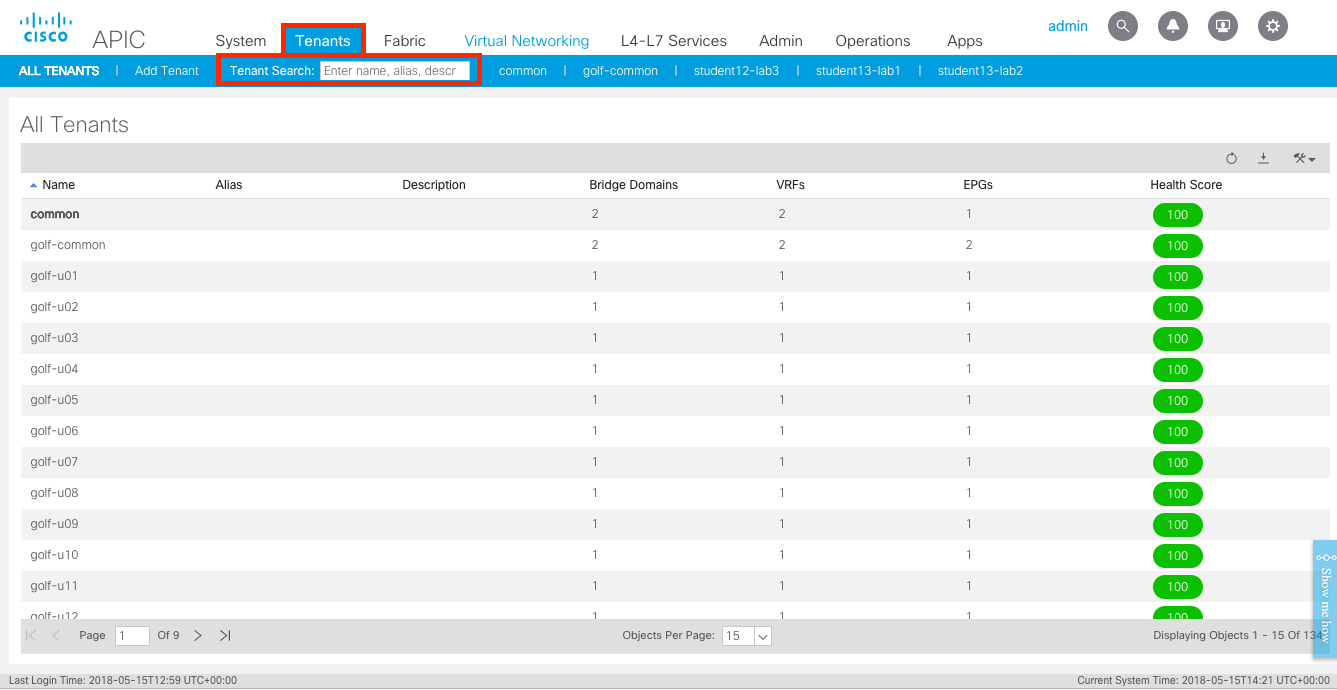 cisco APIC
System Tenants Fabric Virtual Networking L4-L7 Services Admin Operations Apps admin
ALL TENANTS | Add Tenant | Tenant Search: Enter name, alias, descr | common | golf-common | student12-lab3 | student13-lab1 | student13-lab2
All Tenants
Name Alias Description Bridge Domains VRFs EPGs Health Score
common 2 2 1 100
golf-common 2 2 2 100
golf-u01 1 1 1 100
golf-u02 1 1 1 100
golf-u03 1 1 1 100
golf-u04 1 1 1 100
golf-u05 1 1 1 100
golf-u06 1 1 1 100
golf-u07 1 1 1 100
golf-u08 1 1 1 100
golf-u09 1 1 1 100
golf-u10 1 1 1 100
golf-u11 1 1 1 100
golf-u12 1 1 1 100
Show me how
Page 1 Of 9 Objects Per Page: 15 Displaying Objects 1 - 15 Of 134
Last Login Time: 2018-05-15T12:59 UTC+00:00 Current System Time: 2018-05-15T14:21 UTC+00:00